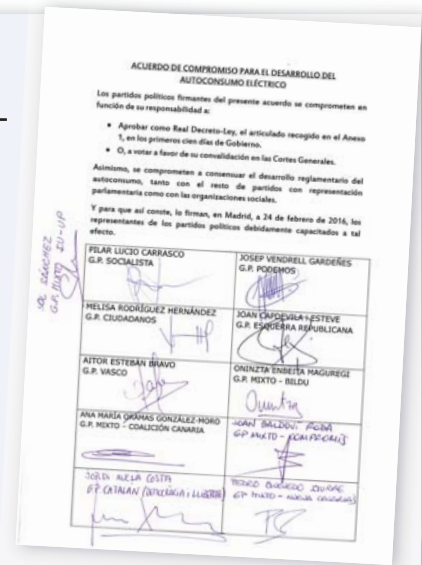 ACUERDO DE COMPROMISO PARA EL DESARROLLO DEL
AUTOCONSUMO ELÉCTRICO
Los partidos políticos firmantes del presente acuerdo se comprometen en
función de su responsabilidad a:
• Aprobar como Real Decreto-Ley, el articulado recogido en el Anexo
1, en los primeros cien días de Gobierno.
• O, a votar a favor de su convalidación en las Cortes Generales.
Asimismo, se comprometen a consensuar el desarrollo reglamentario del
autoconsumo, tanto con el resto de partidos con representación
parlamentaria como con las organizaciones sociales.
Y para que así conste, lo firman, en Madrid, a 24 de febrero de 2016, los
representantes de los partidos políticos debidamente capacitados a tal
efecto.
SOL SÁNCHEZ
G.P. MIXTO IU-UP
PILAR LUCIO CARRASCO
G.P. SOCIALISTA
JOSEP VENDRELL GARDEÑES
G.P. PODEMOS
MELISA RODRÍGUEZ HERNÁNDEZ
G.P. CIUDADANOS
JOAN CAPDEVILA I ESTEVE
G.P. ESQUERRA REPUBLICANA
AITOR ESTEBAN BRAVO
G.P. VASCO
ONINTZA ENBEITA MAGUREGI
G.P. MIXTO - BILDU
ANA MARÍA ORAMAS GONZÁLEZ-MORO
G.P. MIXTO - COALICIÓN CANARIA
JOAN BALDOVÍ RODA
GP MIXTO - COMPROMÍS
JORDI COSTA
GP CATALAN
PEDRO QUEVEDO
GP MIXTO - NUEVA CANARIAS